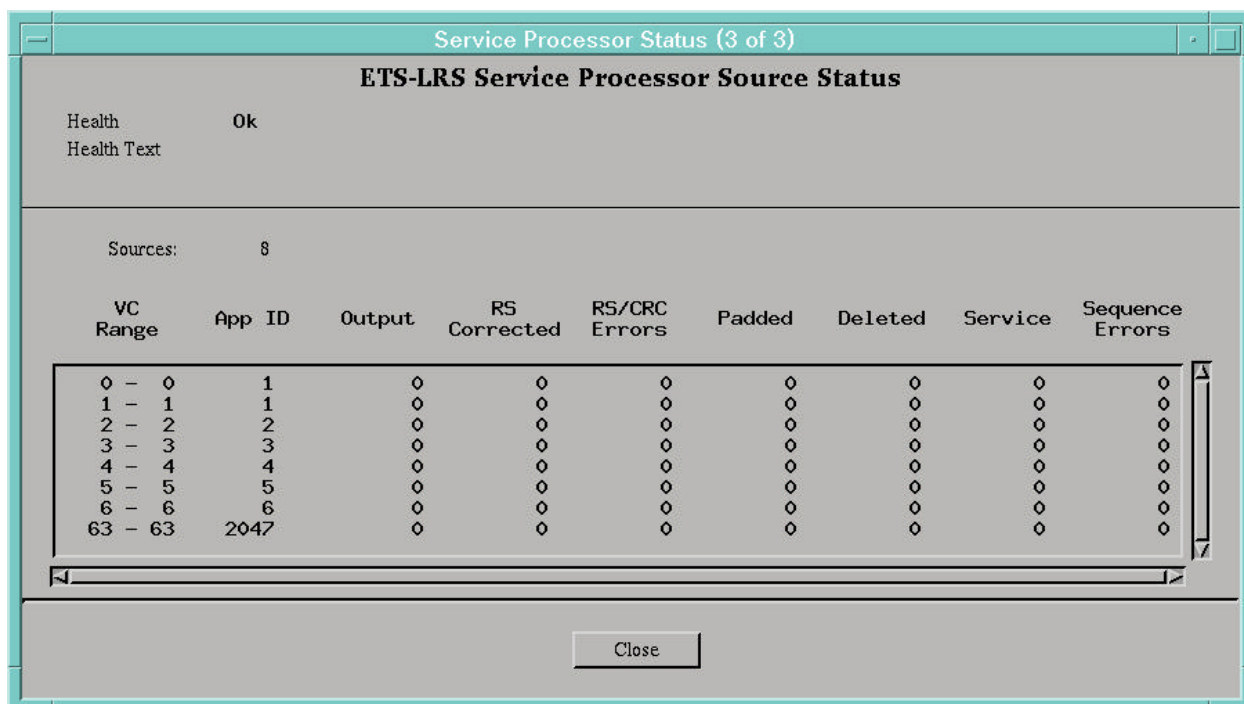 Service Processor Status (3 of 3)
ETS-LRS Service Processor Source Status
Health Ok
Health Text
Sources: 8
VC Range App ID Output RS Corrected RS/CRC Errors Padded Deleted Service Sequence Errors
0 - 0 1 0 0 0 0 0 0 0
1 - 1 1 0 0 0 0 0 0 0
2 - 2 2 0 0 0 0 0 0 0
3 - 3 3 0 0 0 0 0 0 0
4 - 4 4 0 0 0 0 0 0 0
5 - 5 5 0 0 0 0 0 0 0
6 - 6 6 0 0 0 0 0 0 0
63 - 63 2047 0 0 0 0 0 0 0
Close